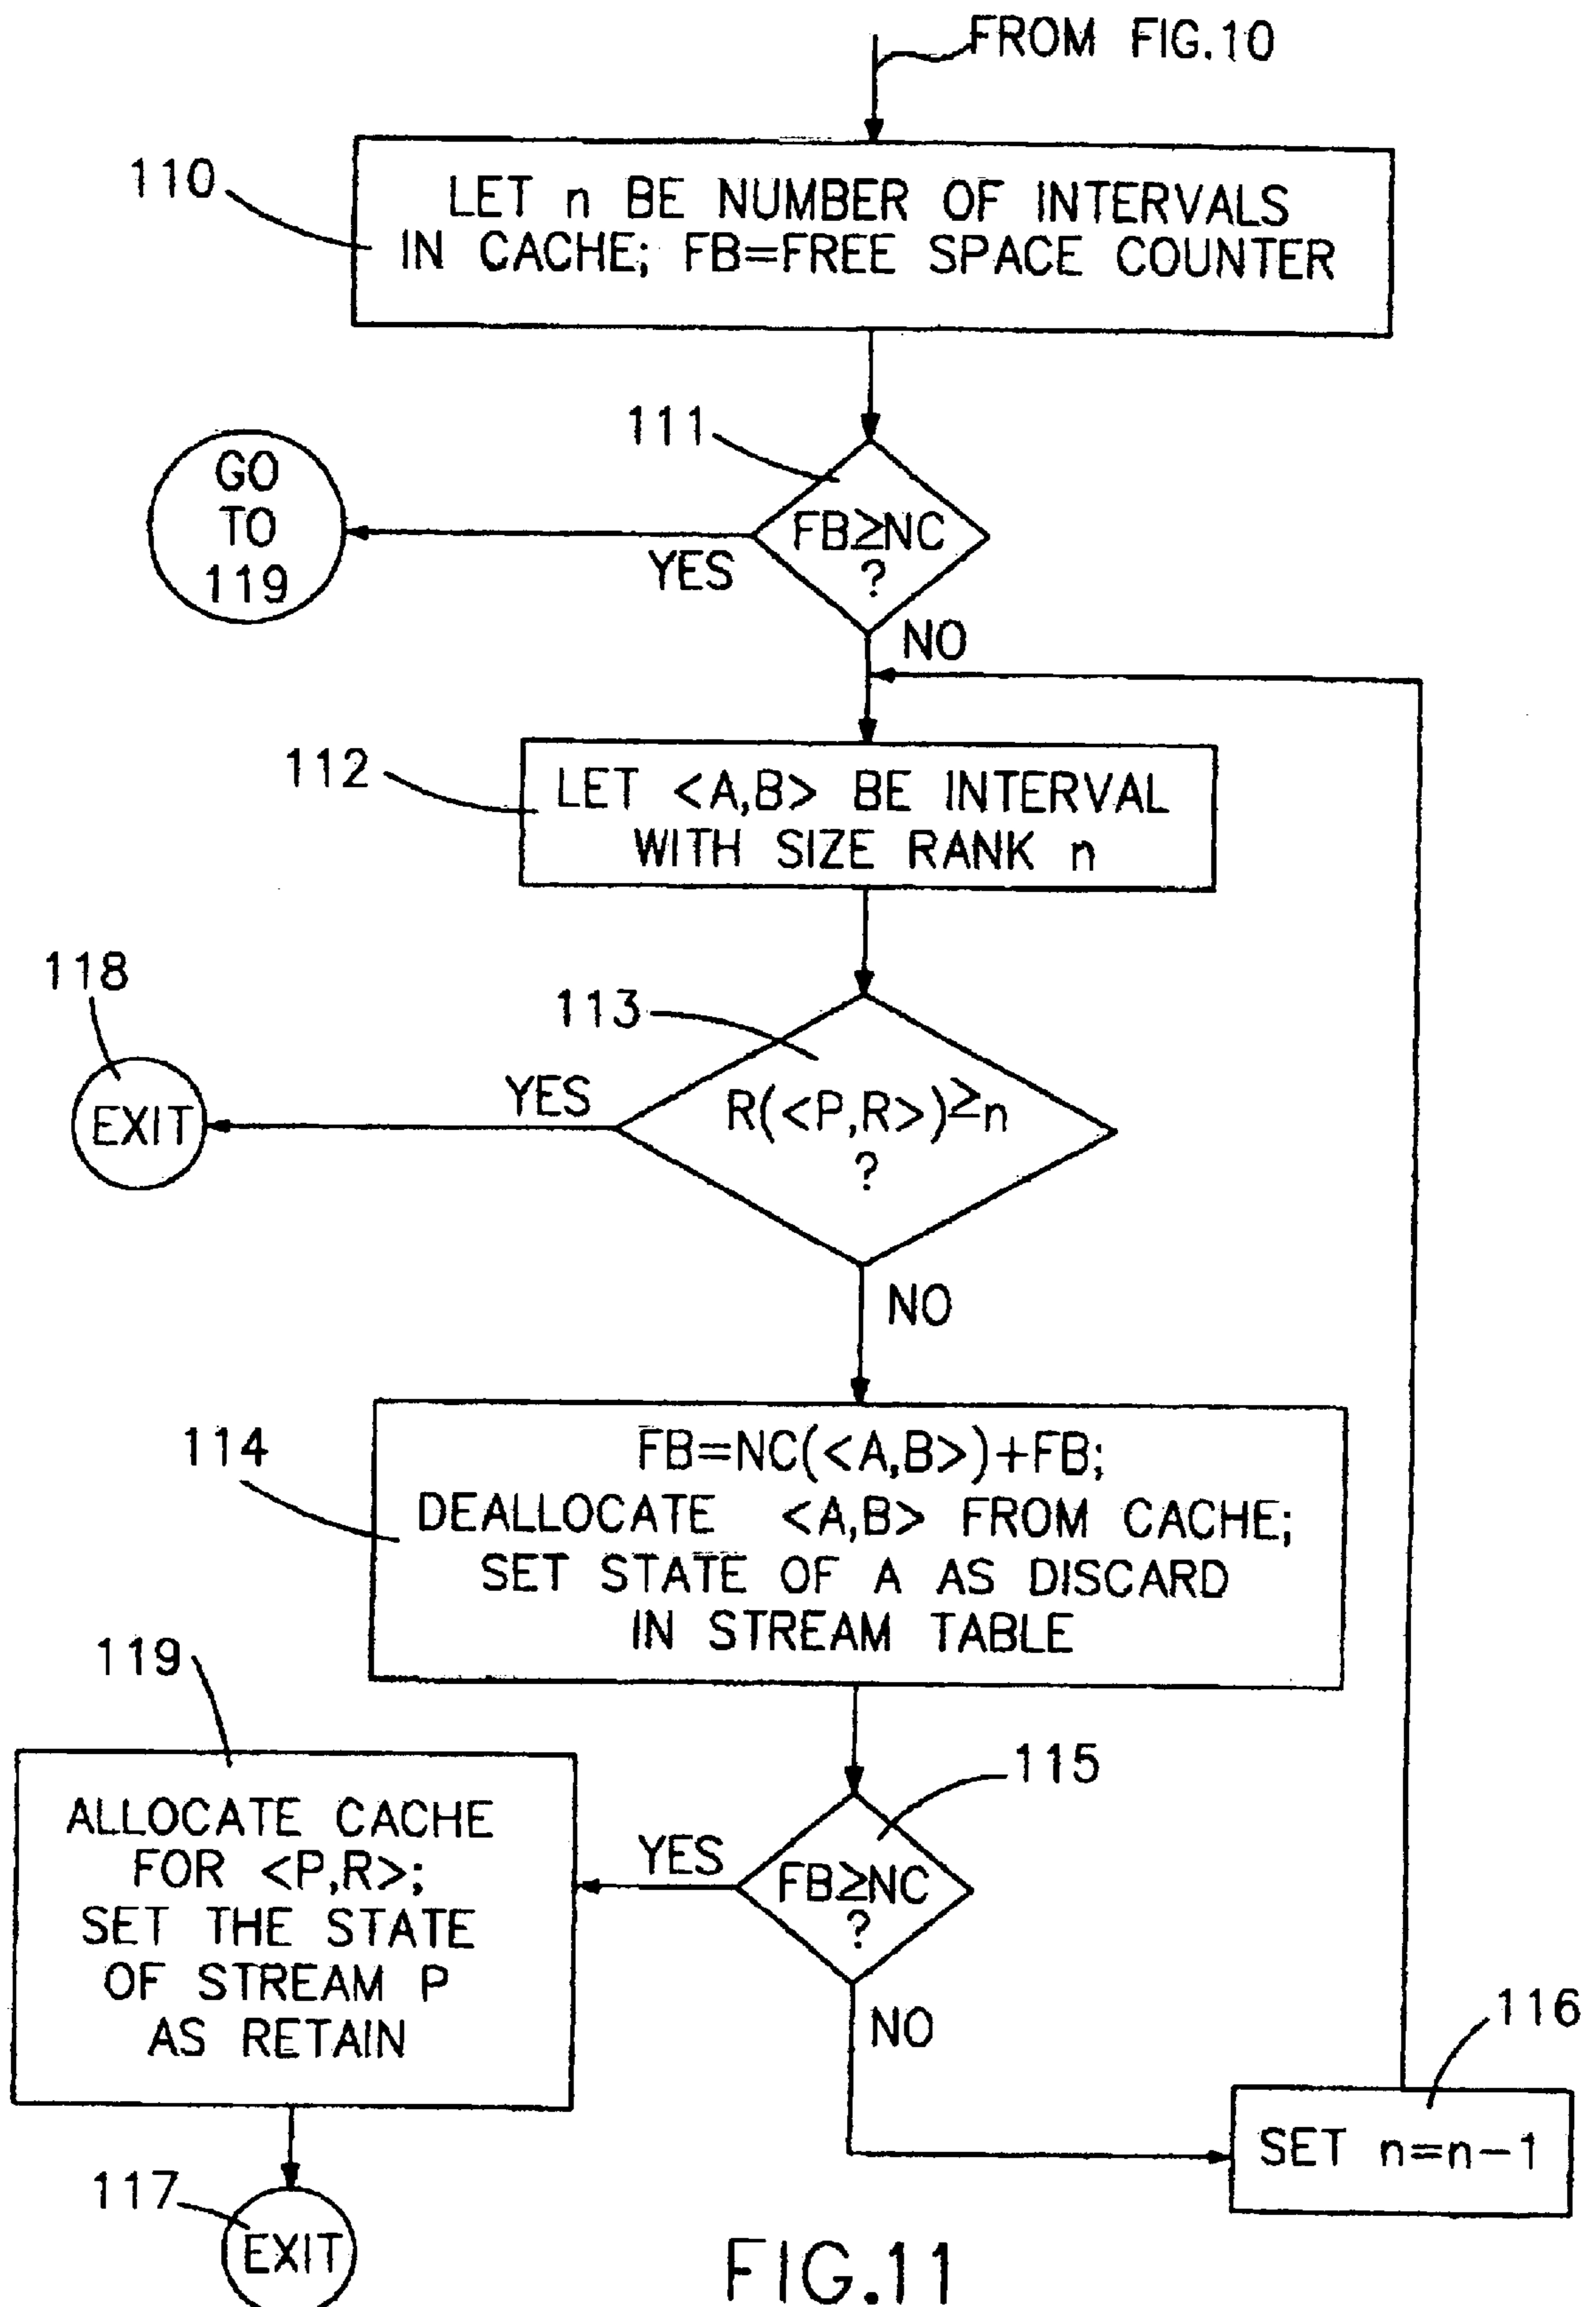 FROM FIG.10
110
LET n BE NUMBER OF INTERVALS
IN CACHE; FB=FREE SPACE COUNTER
111
GO
TO
119
FB≥NC
?
YES
NO
112
LET <A,B> BE INTERVAL
WITH SIZE RANK n
118
113
EXIT
YES
R(<P,R>)≥n
?
NO
114
FB=NC(<A,B>)+FB;
DEALLOCATE <A,B> FROM CACHE;
SET STATE OF A AS DISCARD
IN STREAM TABLE
119
115
ALLOCATE CACHE
FOR <P,R>;
SET THE STATE
OF STREAM P
AS RETAIN
YES
FB≥NC
?
NO
116
SET n=n-1
117
EXIT
FIG.11